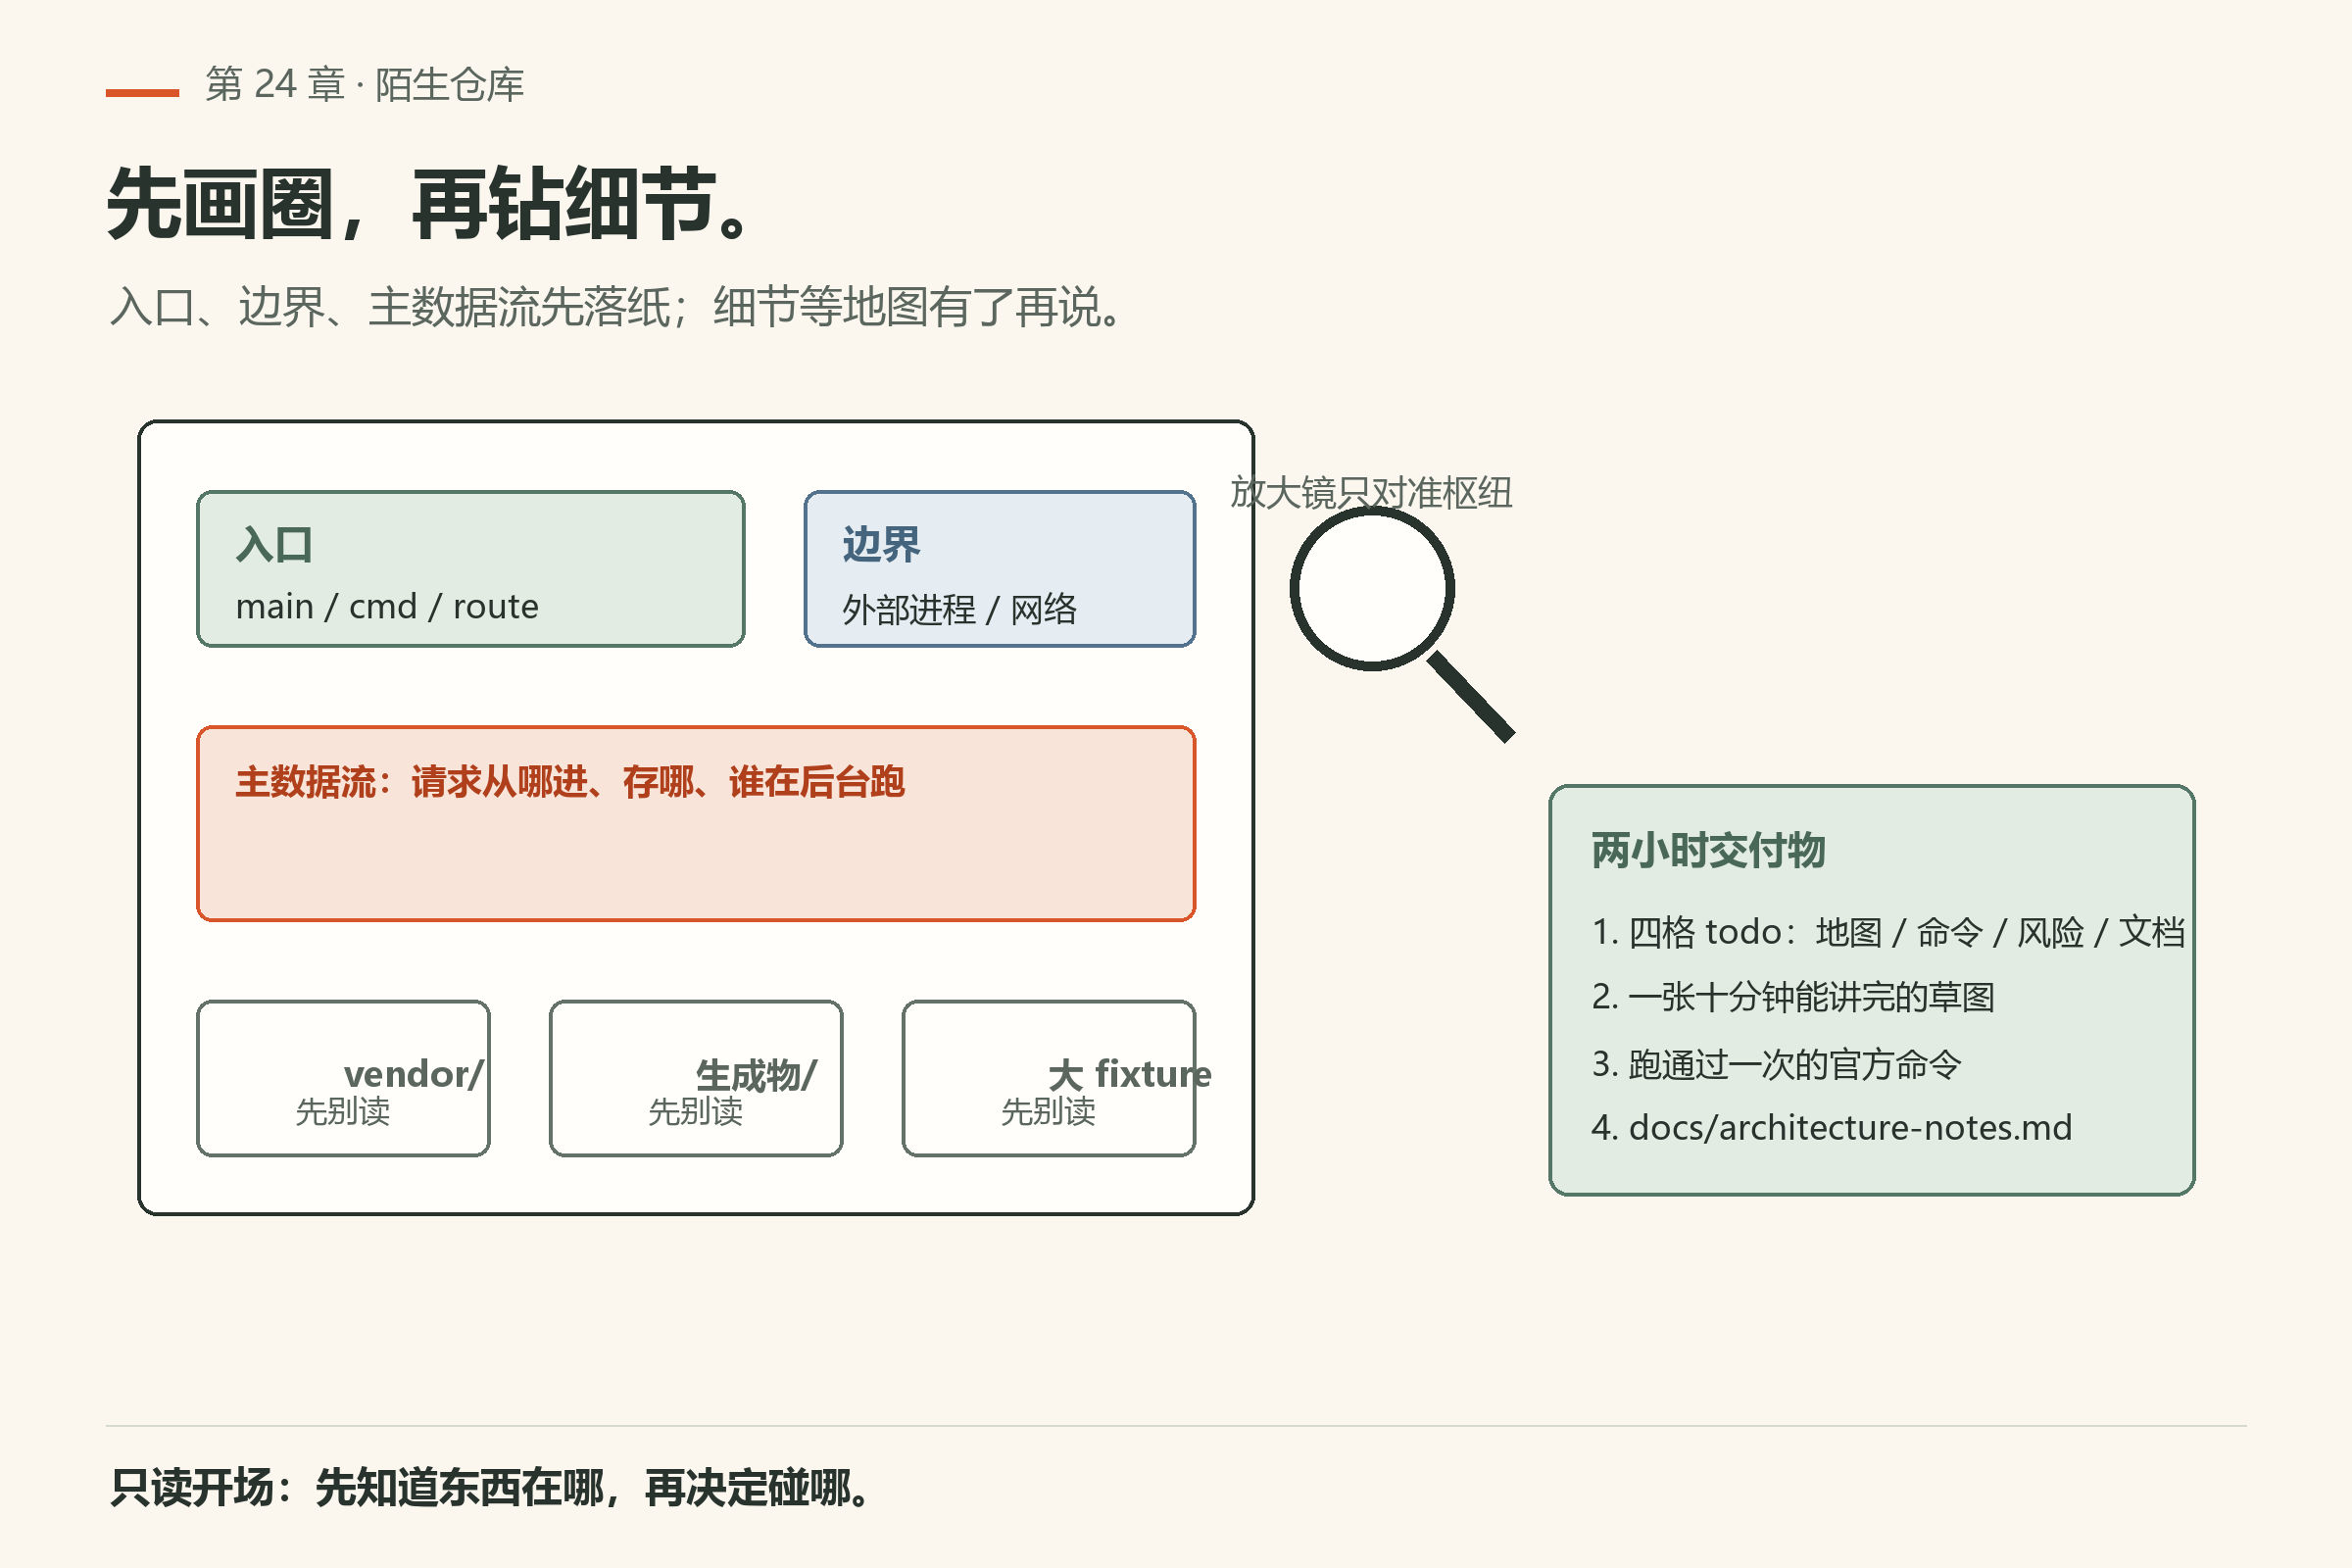 第 24 章 · 陌生仓库
先画圈，再钻细节。
入口、边界、主数据流先落纸；细节等地图有了再说。
放大镜只对准枢纽
入口
main / cmd / route
边界
外部进程 / 网络
主数据流：请求从哪进、存哪、谁在后台跑
vendor/
先别读
生成物/
先别读
大 fixture
先别读
两小时交付物
1. 四格 todo：地图 / 命令 / 风险 / 文档
2. 一张十分钟能讲完的草图
3. 跑通过一次的官方命令
4. docs/architecture-notes.md
只读开场：先知道东西在哪，再决定碰哪。